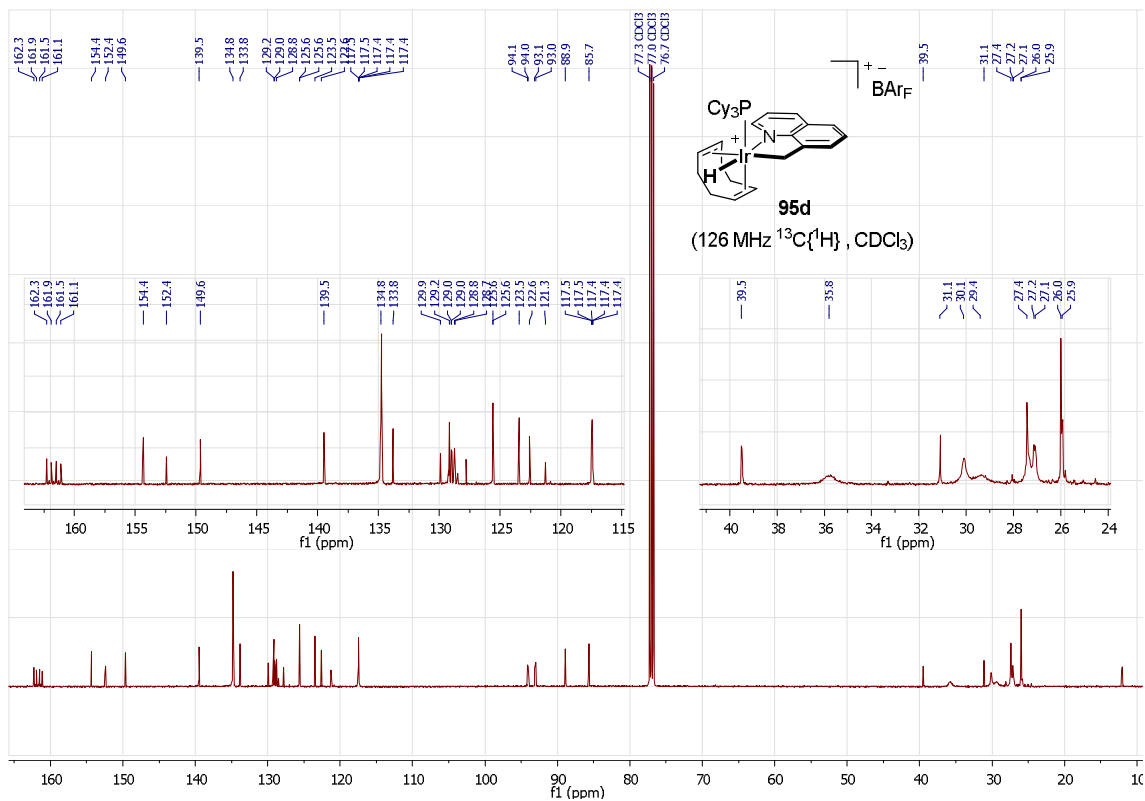 162.3 161.9 161.5 161.1 154.4 152.4 149.6 139.5 134.8 133.8 129.2 129.0 128.8 125.6 125.6 123.5 122.6 117.5 117.5 117.4 117.4 117.4 94.1 94.0 93.1 93.0 88.9 85.7 77.3 CDCl3 77.0 CDCl3 76.7 CDCl3 39.5 31.1 27.4 27.2 27.1 26.0 25.9
+ −
BArF
Cy3P
+
N
Ir
H
95d
(126 MHz 13C{1H} , CDCl3)
162.3 161.9 161.5 161.1 154.4 152.4 149.6 139.5 134.8 133.8 129.9 129.2 129.0 129.0 128.8 128.7 125.6 125.6 123.5 122.6 121.3 117.5 117.5 117.4 117.4 117.4
39.5 35.8 31.1 30.1 29.4 27.4 27.2 27.1 26.0 25.9
160 155 150 145 140 135 130 125 120 115
f1 (ppm)
40 38 36 34 32 30 28 26 24
f1 (ppm)
160 150 140 130 120 110 100 90 80 70 60 50 40 30 20 10
f1 (ppm)